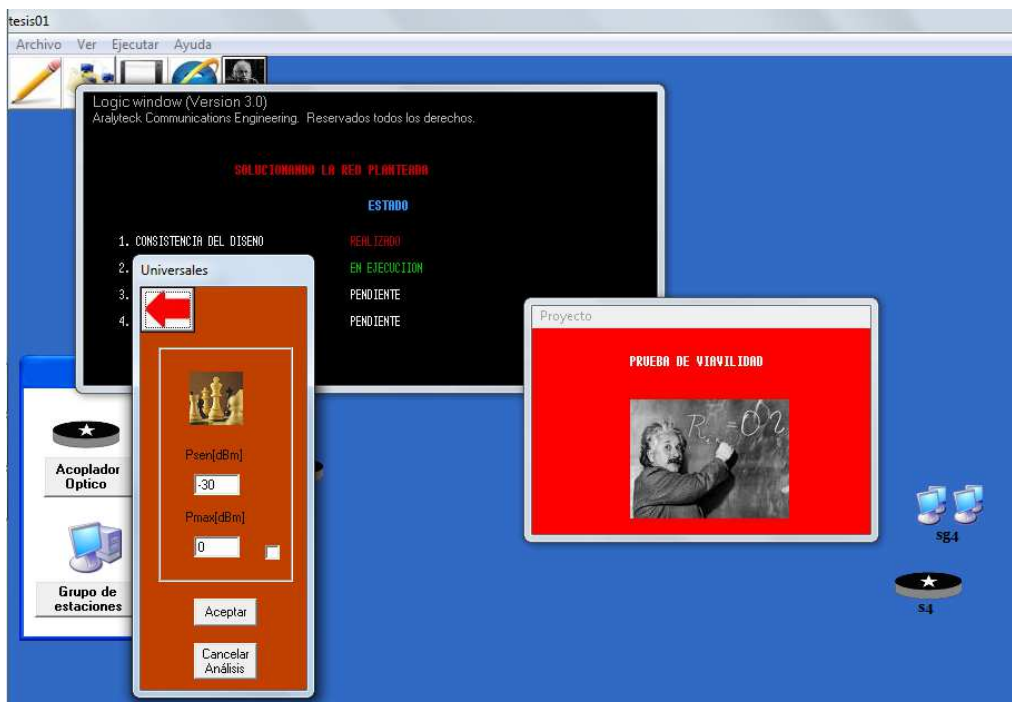 tesis01
Archivo Ver Ejecutar Ayuda
Logic window (Version 3.0)
Aralyteck Communications Engineering. Reservados todos los derechos.
SOLUCIONANDO LA RED PLANTEADA
ESTADO
1. CONSISTENCIA DEL DISENO REALIZADO
2. EN EJECUCIION
3. PENDIENTE
4. PENDIENTE
Universales
Psen[dBm]
-30
Pmax[dBm]
0
Aceptar
Cancelar
Análisis
Proyecto
PRUEBA DE VIAVILIDAD
Acoplador
Optico
Grupo de
estaciones
sg4
s4